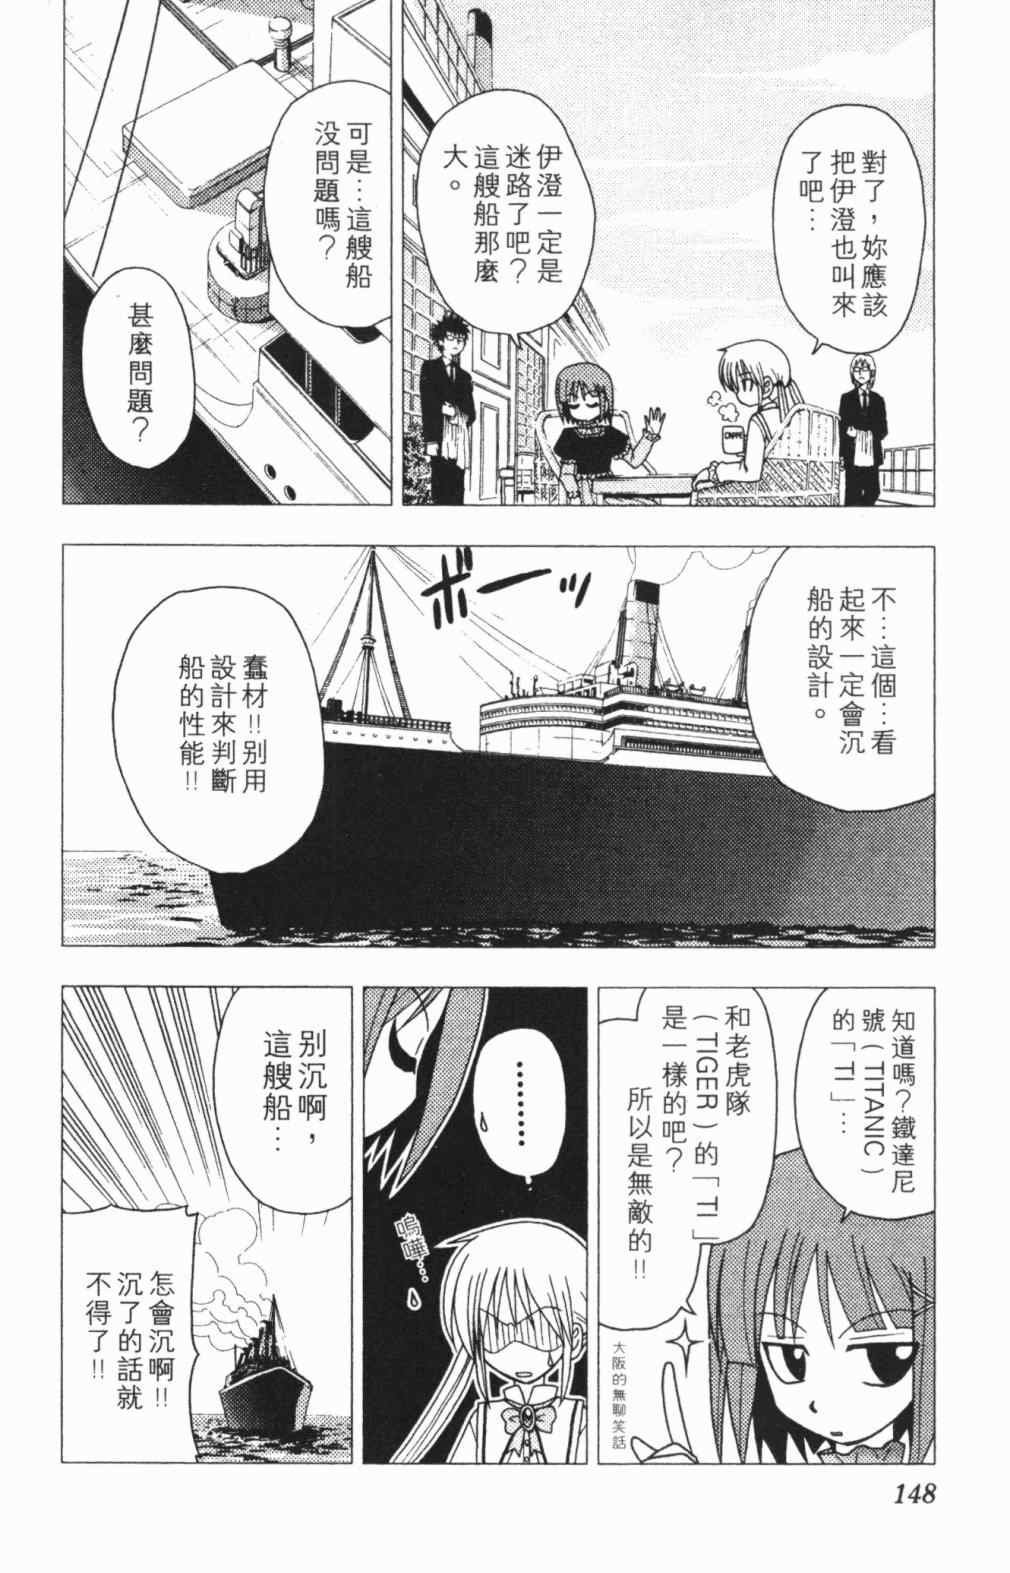 對了，妳應該
把伊澄也叫來
了吧…
伊澄一定是
迷路了吧？
這艘船那麼
大。
可是…這艘船
没問題嗎？
甚麼問題？
不…這個…看
起來一定會沉
船的設計。
ボーッ
蠢材!!別用
設計來判斷
船的性能!!
知道嗎？鐵達尼
號(TITANIC)
的「TI」…
和老虎隊
(TIGER)的「TI」
是一樣的吧？
所以是無敵的!!
大阪的無聊笑話
………
嗚嘩…
別沉啊，
這艘船…
怎會沉啊!!
沉了的話就
不得了!!
148